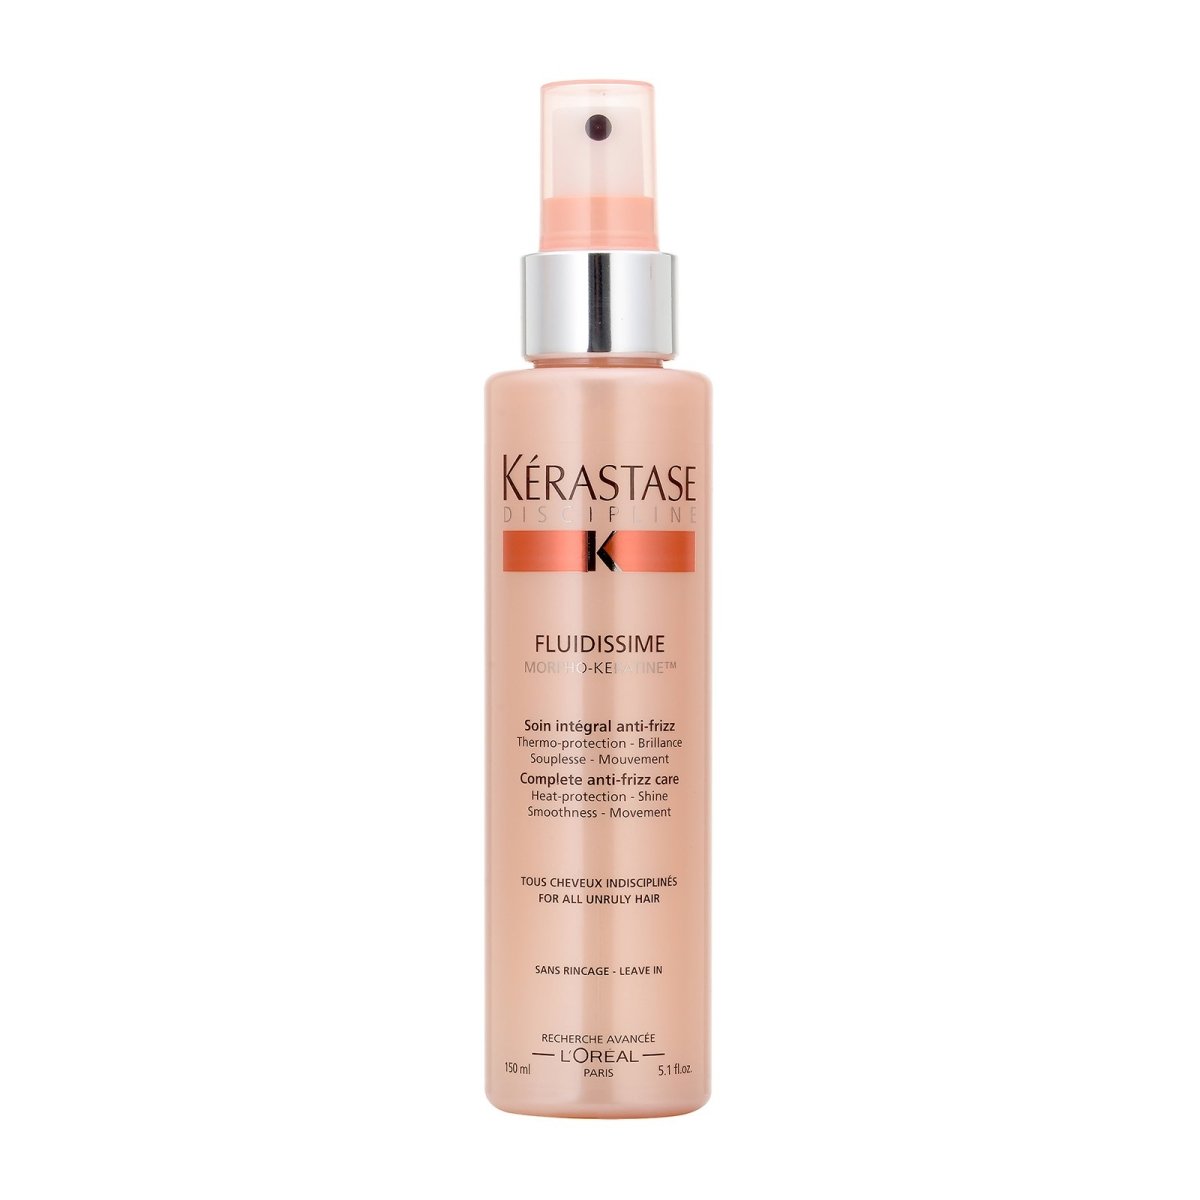 KÉRASTASE
DISCIPLINE
K
FLUIDISSIME
MORPHO-KÉRATINE™
Soin intégral anti-frizz
Thermo-protection - Brillance
Souplesse - Mouvement
Complete anti-frizz care
Heat-protection - Shine
Smoothness - Movement
TOUS CHEVEUX INDISCIPLINÉS
FOR ALL UNRULY HAIR
SANS RINCAGE - LEAVE IN
RECHERCHE AVANCÉE
L'ORÉAL
PARIS
150 ml 5.1 fl.oz.